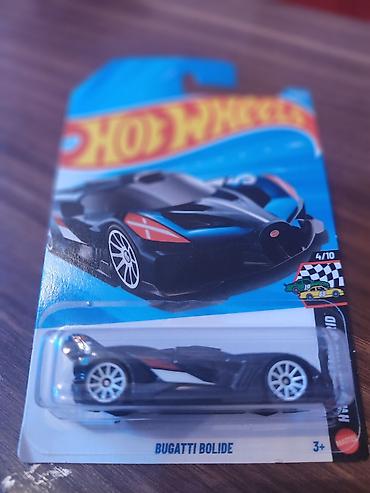 HOT WHEELS
4/10
BUGATTI BOLIDE
3+